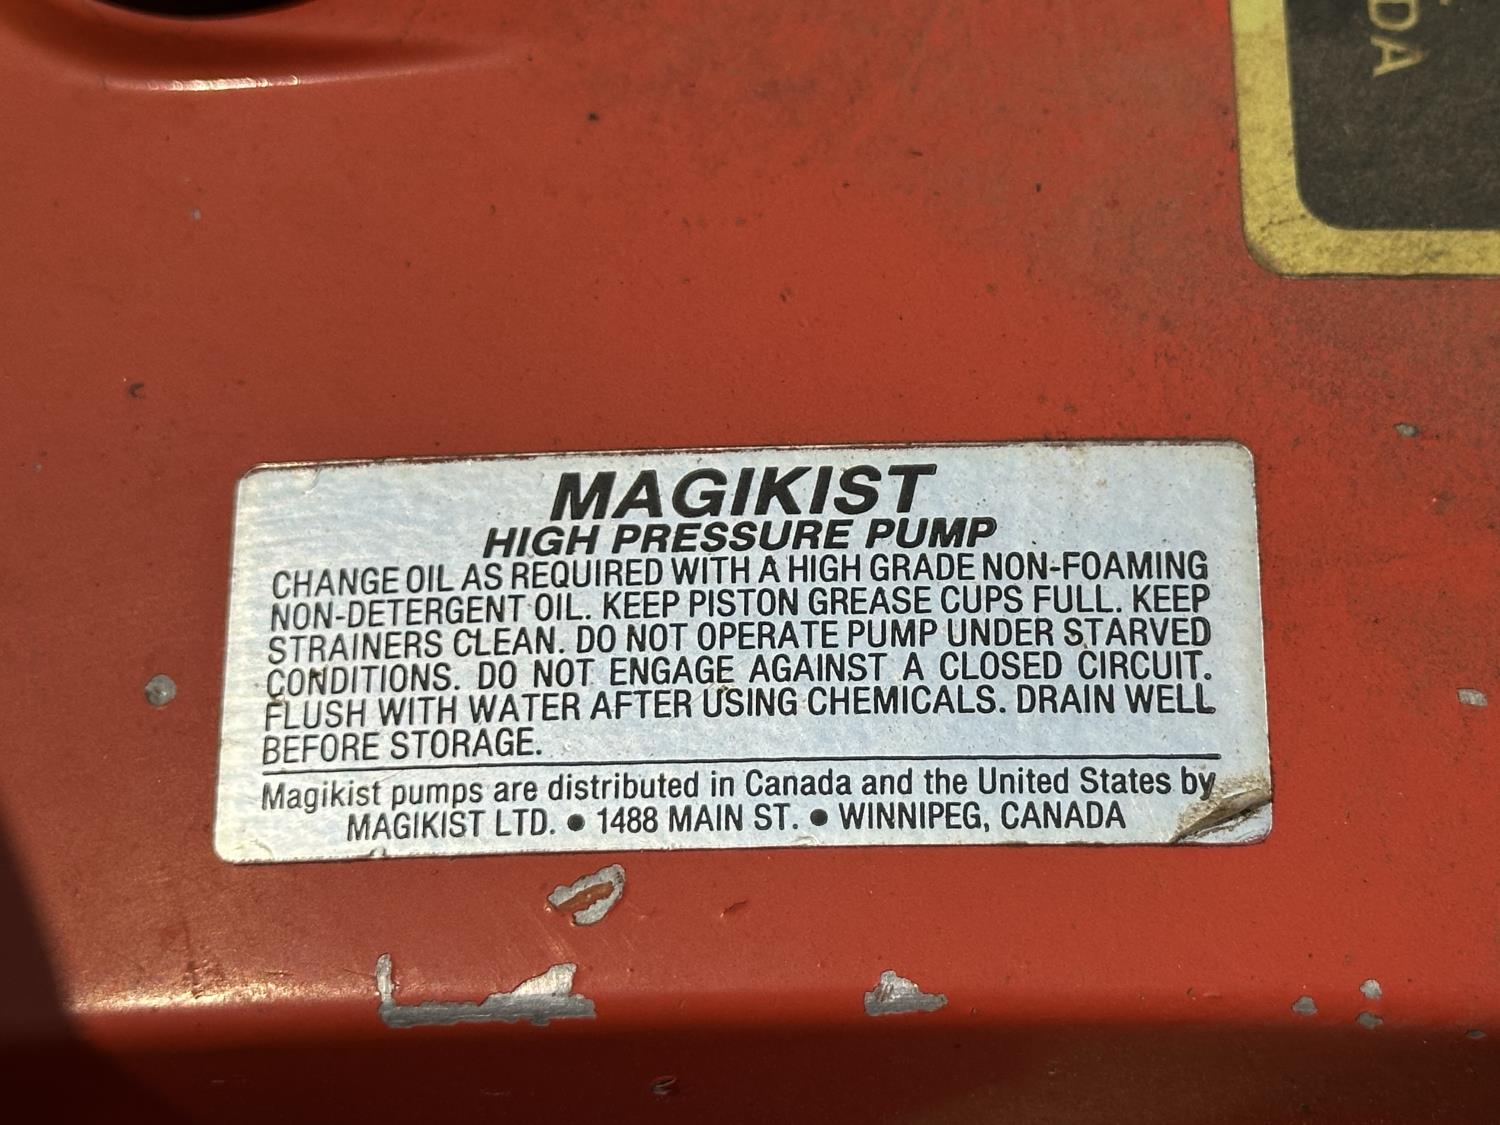 DA
MAGIKIST
HIGH PRESSURE PUMP
CHANGE OIL AS REQUIRED WITH A HIGH GRADE NON-FOAMING
NON-DETERGENT OIL. KEEP PISTON GREASE CUPS FULL. KEEP
STRAINERS CLEAN. DO NOT OPERATE PUMP UNDER STARVED
CONDITIONS. DO NOT ENGAGE AGAINST A CLOSED CIRCUIT.
FLUSH WITH WATER AFTER USING CHEMICALS. DRAIN WELL
BEFORE STORAGE.
Magikist pumps are distributed in Canada and the United States by
MAGIKIST LTD. • 1488 MAIN ST. • WINNIPEG, CANADA